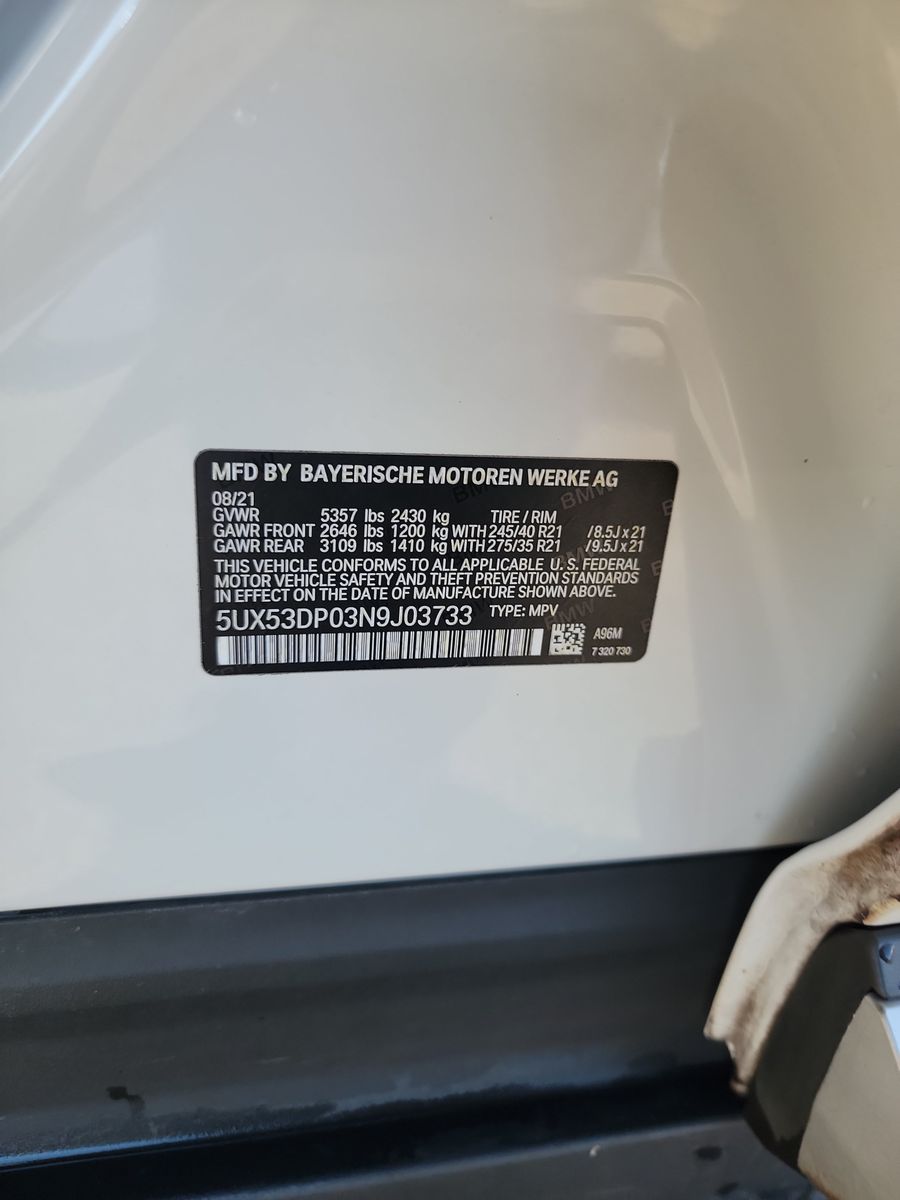 MFD BY BAYERISCHE MOTOREN WERKE AG
08/21
GVWR 5357 lbs 2430 kg TIRE / RIM
GAWR FRONT 2646 lbs 1200 kg WITH 245/40 R21 /8.5J x 21
GAWR REAR 3109 lbs 1410 kg WITH 275/35 R21 /9.5J x 21
THIS VEHICLE CONFORMS TO ALL APPLICABLE U. S. FEDERAL
MOTOR VEHICLE SAFETY AND THEFT PREVENTION STANDARDS
IN EFFECT ON THE DATE OF MANUFACTURE SHOWN ABOVE.
5UX53DP03N9J03733 TYPE: MPV
A96M
7 320 730